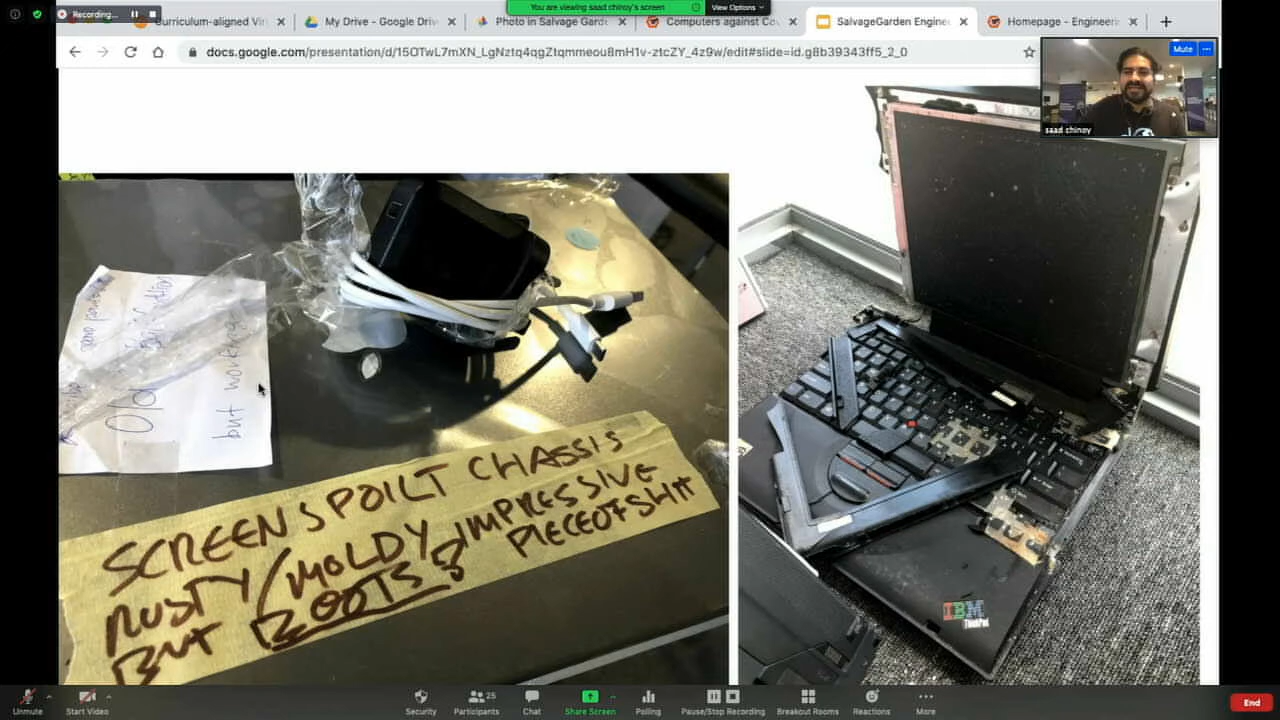 Recording...
You are viewing saad chinoy's screen
View Options
Curriculum-aligned Vir
My Drive - Google Driv
Photo in Salvage Gard
Computers against Cov
SalvageGarden Engine
Homepage - Engineeri
docs.google.com/presentation/d/15OTwL7mXN_LgNztq4qgZtqmmeou8mH1v-ztcZY_4z9w/edit#slide=id.g8b39343ff5_2_0
Mute
saad chinoy
Old
but working
SCREEN SPOILT CHASSIS
RUSTY/MOLDY
BUT BOOTS &
IMPRESSIVE
PIECE OF SHIT
IBM
ThinkPad
Unmute
Start Video
Security
Participants
25
Chat
Share Screen
Polling
Pause/Stop Recording
Breakout Rooms
Reactions
More
End